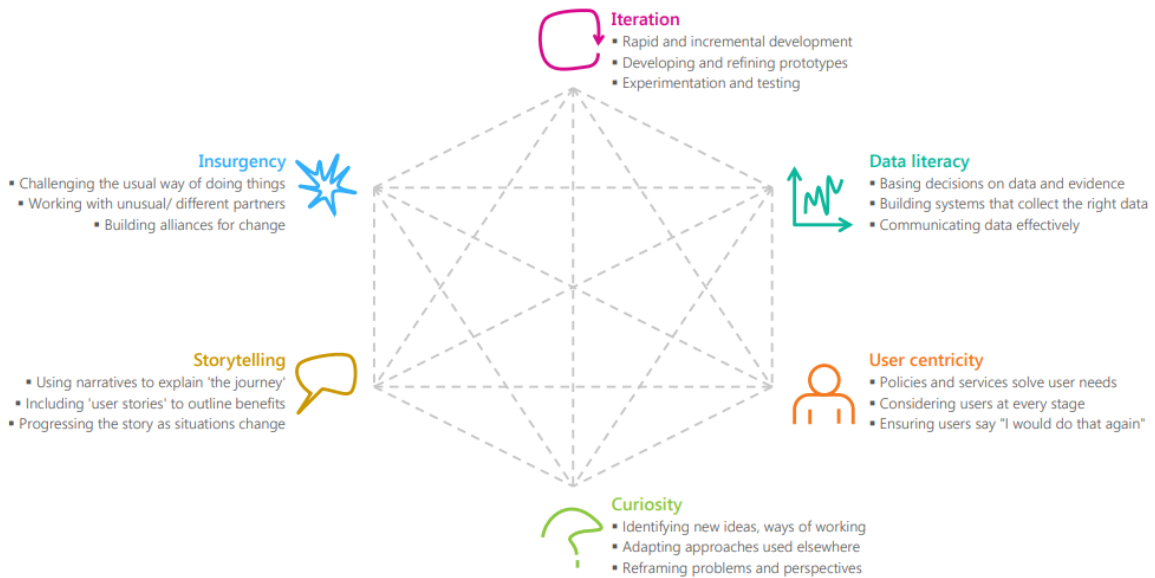 Iteration
▪ Rapid and incremental development
▪ Developing and refining prototypes
▪ Experimentation and testing
Insurgency
▪ Challenging the usual way of doing things
▪ Working with unusual/ different partners
▪ Building alliances for change
Data literacy
▪ Basing decisions on data and evidence
▪ Building systems that collect the right data
▪ Communicating data effectively
Storytelling
▪ Using narratives to explain 'the journey'
▪ Including 'user stories' to outline benefits
▪ Progressing the story as situations change
User centricity
▪ Policies and services solve user needs
▪ Considering users at every stage
▪ Ensuring users say "I would do that again"
Curiosity
▪ Identifying new ideas, ways of working
▪ Adapting approaches used elsewhere
▪ Reframing problems and perspectives